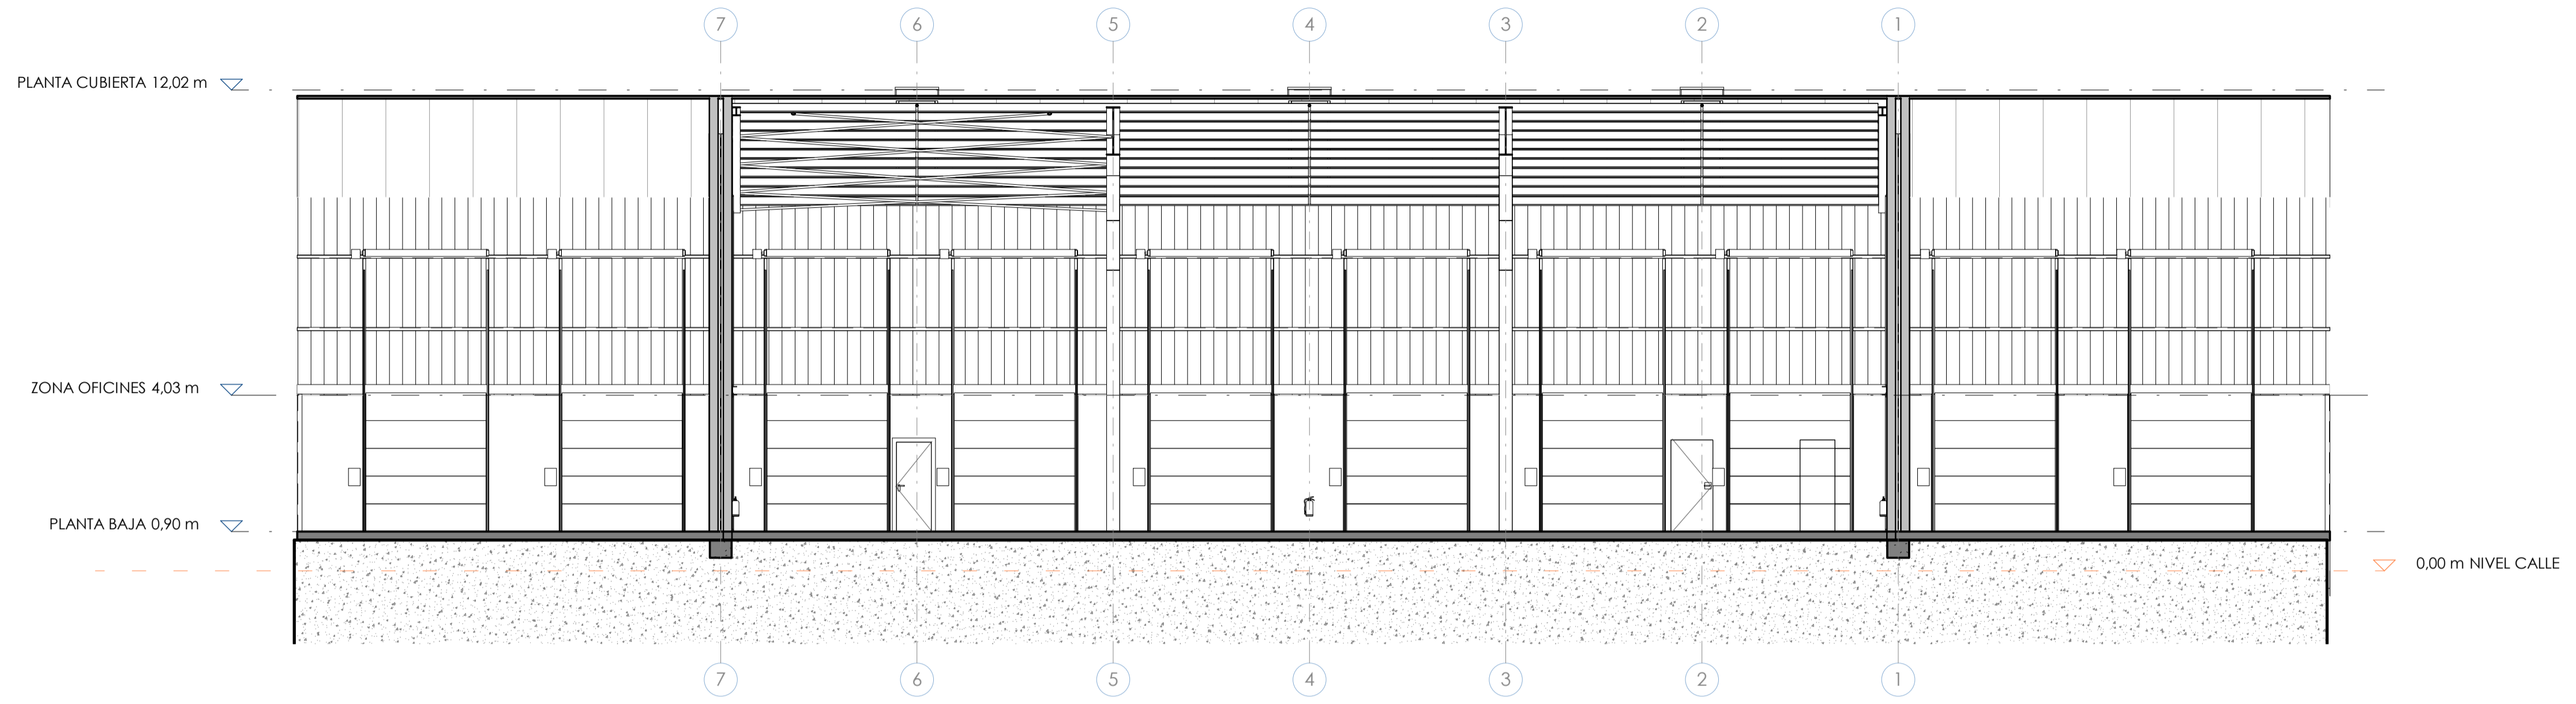 7 6 5 4 3 2 1
PLANTA CUBIERTA 12,02 m
ZONA OFICINES 4,03 m
PLANTA BAJA 0,90 m
0,00 m NIVEL CALLE
7 6 5 4 3 2 1